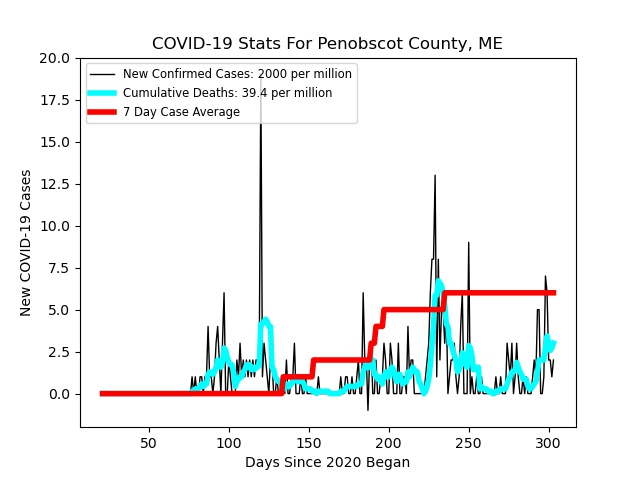 COVID-19 Stats For Penobscot County, ME
New Confirmed Cases: 2000 per million
Cumulative Deaths: 39.4 per million
7 Day Case Average
New COVID-19 Cases
20.0
17.5
15.0
12.5
10.0
7.5
5.0
2.5
0.0
50 100 150 200 250 300
Days Since 2020 Began